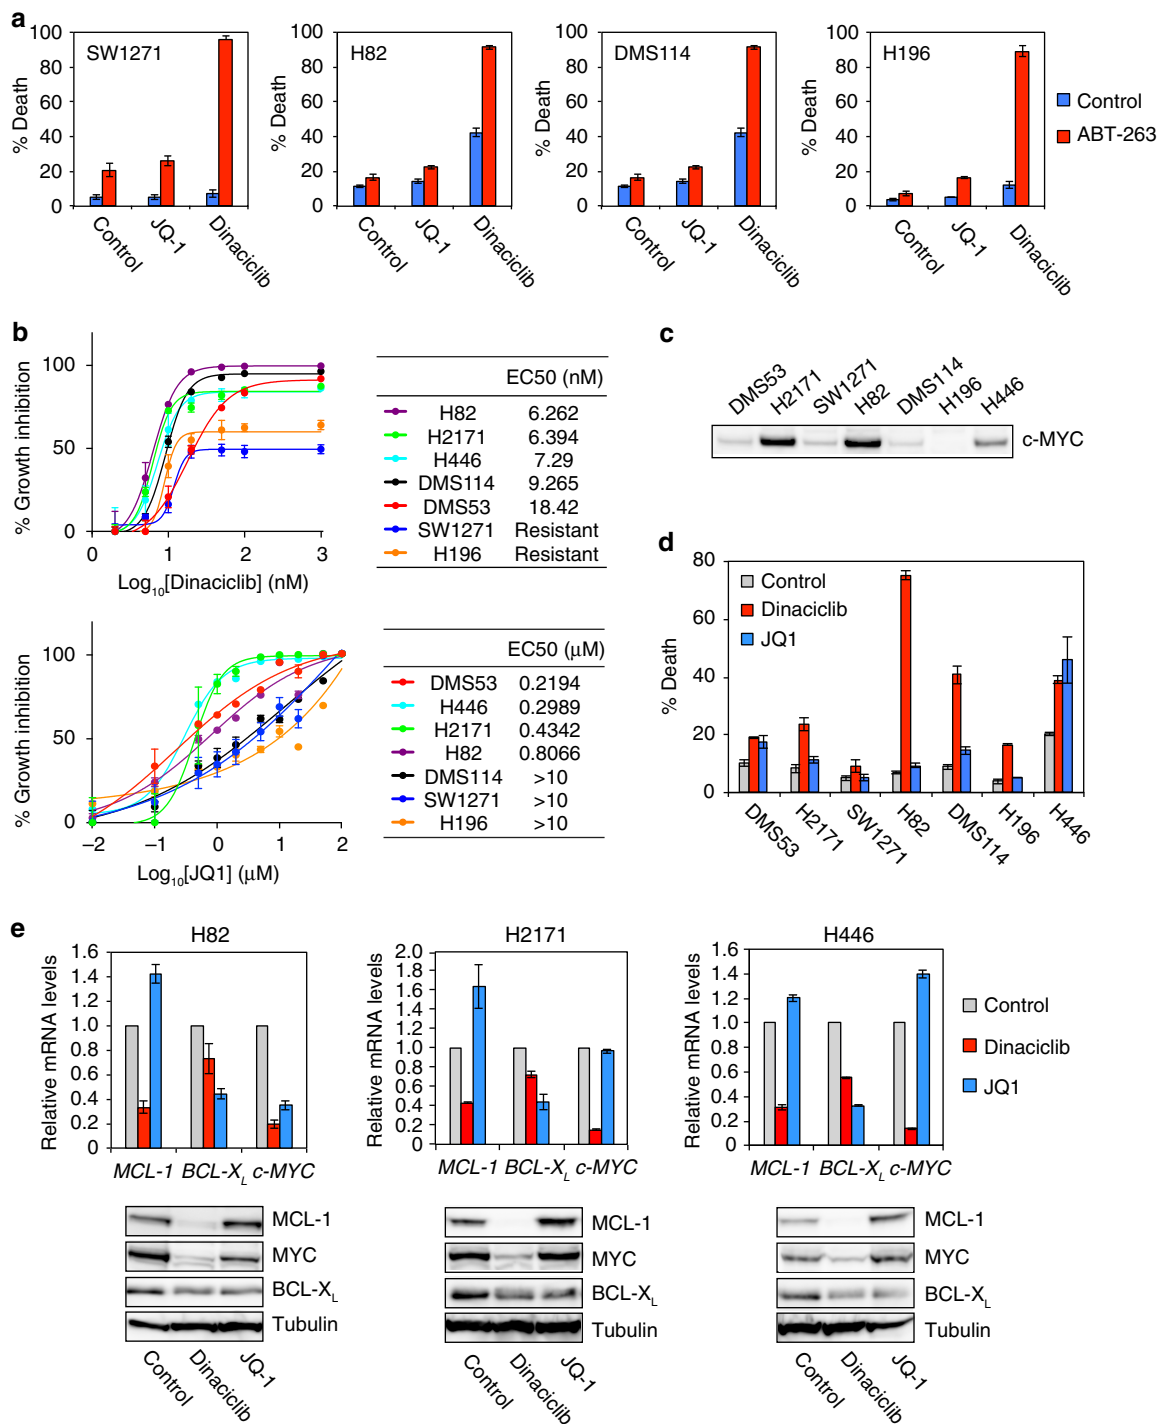 a
SW1271
H82
DMS114
H196
% Death
100
80
60
40
20
0
Control
JQ-1
Dinaciclib
% Death
100
80
60
40
20
0
Control
JQ-1
Dinaciclib
% Death
100
80
60
40
20
0
Control
JQ-1
Dinaciclib
% Death
100
80
60
40
20
0
Control
JQ-1
Dinaciclib
Control
ABT-263
b
% Growth inhibition
100
50
0
0 1 2 3
Log10[Dinaciclib] (nM)
EC50 (nM)
H82 6.262
H2171 6.394
H446 7.29
DMS114 9.265
DMS53 18.42
SW1271 Resistant
H196 Resistant
% Growth inhibition
100
50
0
−2 −1 0 1 2
Log10[JQ1] (μM)
EC50 (μM)
DMS53 0.2194
H446 0.2989
H2171 0.4342
H82 0.8066
DMS114 >10
SW1271 >10
H196 >10
c
DMS53 H2171 SW1271 H82 DMS114 H196 H446
c-MYC
d
% Death
80
60
40
20
0
Control
Dinaciclib
JQ1
DMS53 H2171 SW1271 H82 DMS114 H196 H446
e
H82
Relative mRNA levels
1.6
1.4
1.2
1.0
0.8
0.6
0.4
0.2
0
MCL-1 BCL-XL c-MYC
MCL-1
MYC
BCL-XL
Tubulin
Control Dinaciclib JQ-1
H2171
Relative mRNA levels
2.0
1.8
1.6
1.4
1.2
1.0
0.8
0.6
0.4
0.2
0
MCL-1 BCL-XL c-MYC
MCL-1
MYC
BCL-XL
Tubulin
Control Dinaciclib JQ-1
H446
Relative mRNA levels
1.6
1.4
1.2
1.0
0.8
0.6
0.4
0.2
0
MCL-1 BCL-XL c-MYC
Control
Dinaciclib
JQ1
MCL-1
MYC
BCL-XL
Tubulin
Control Dinaciclib JQ-1